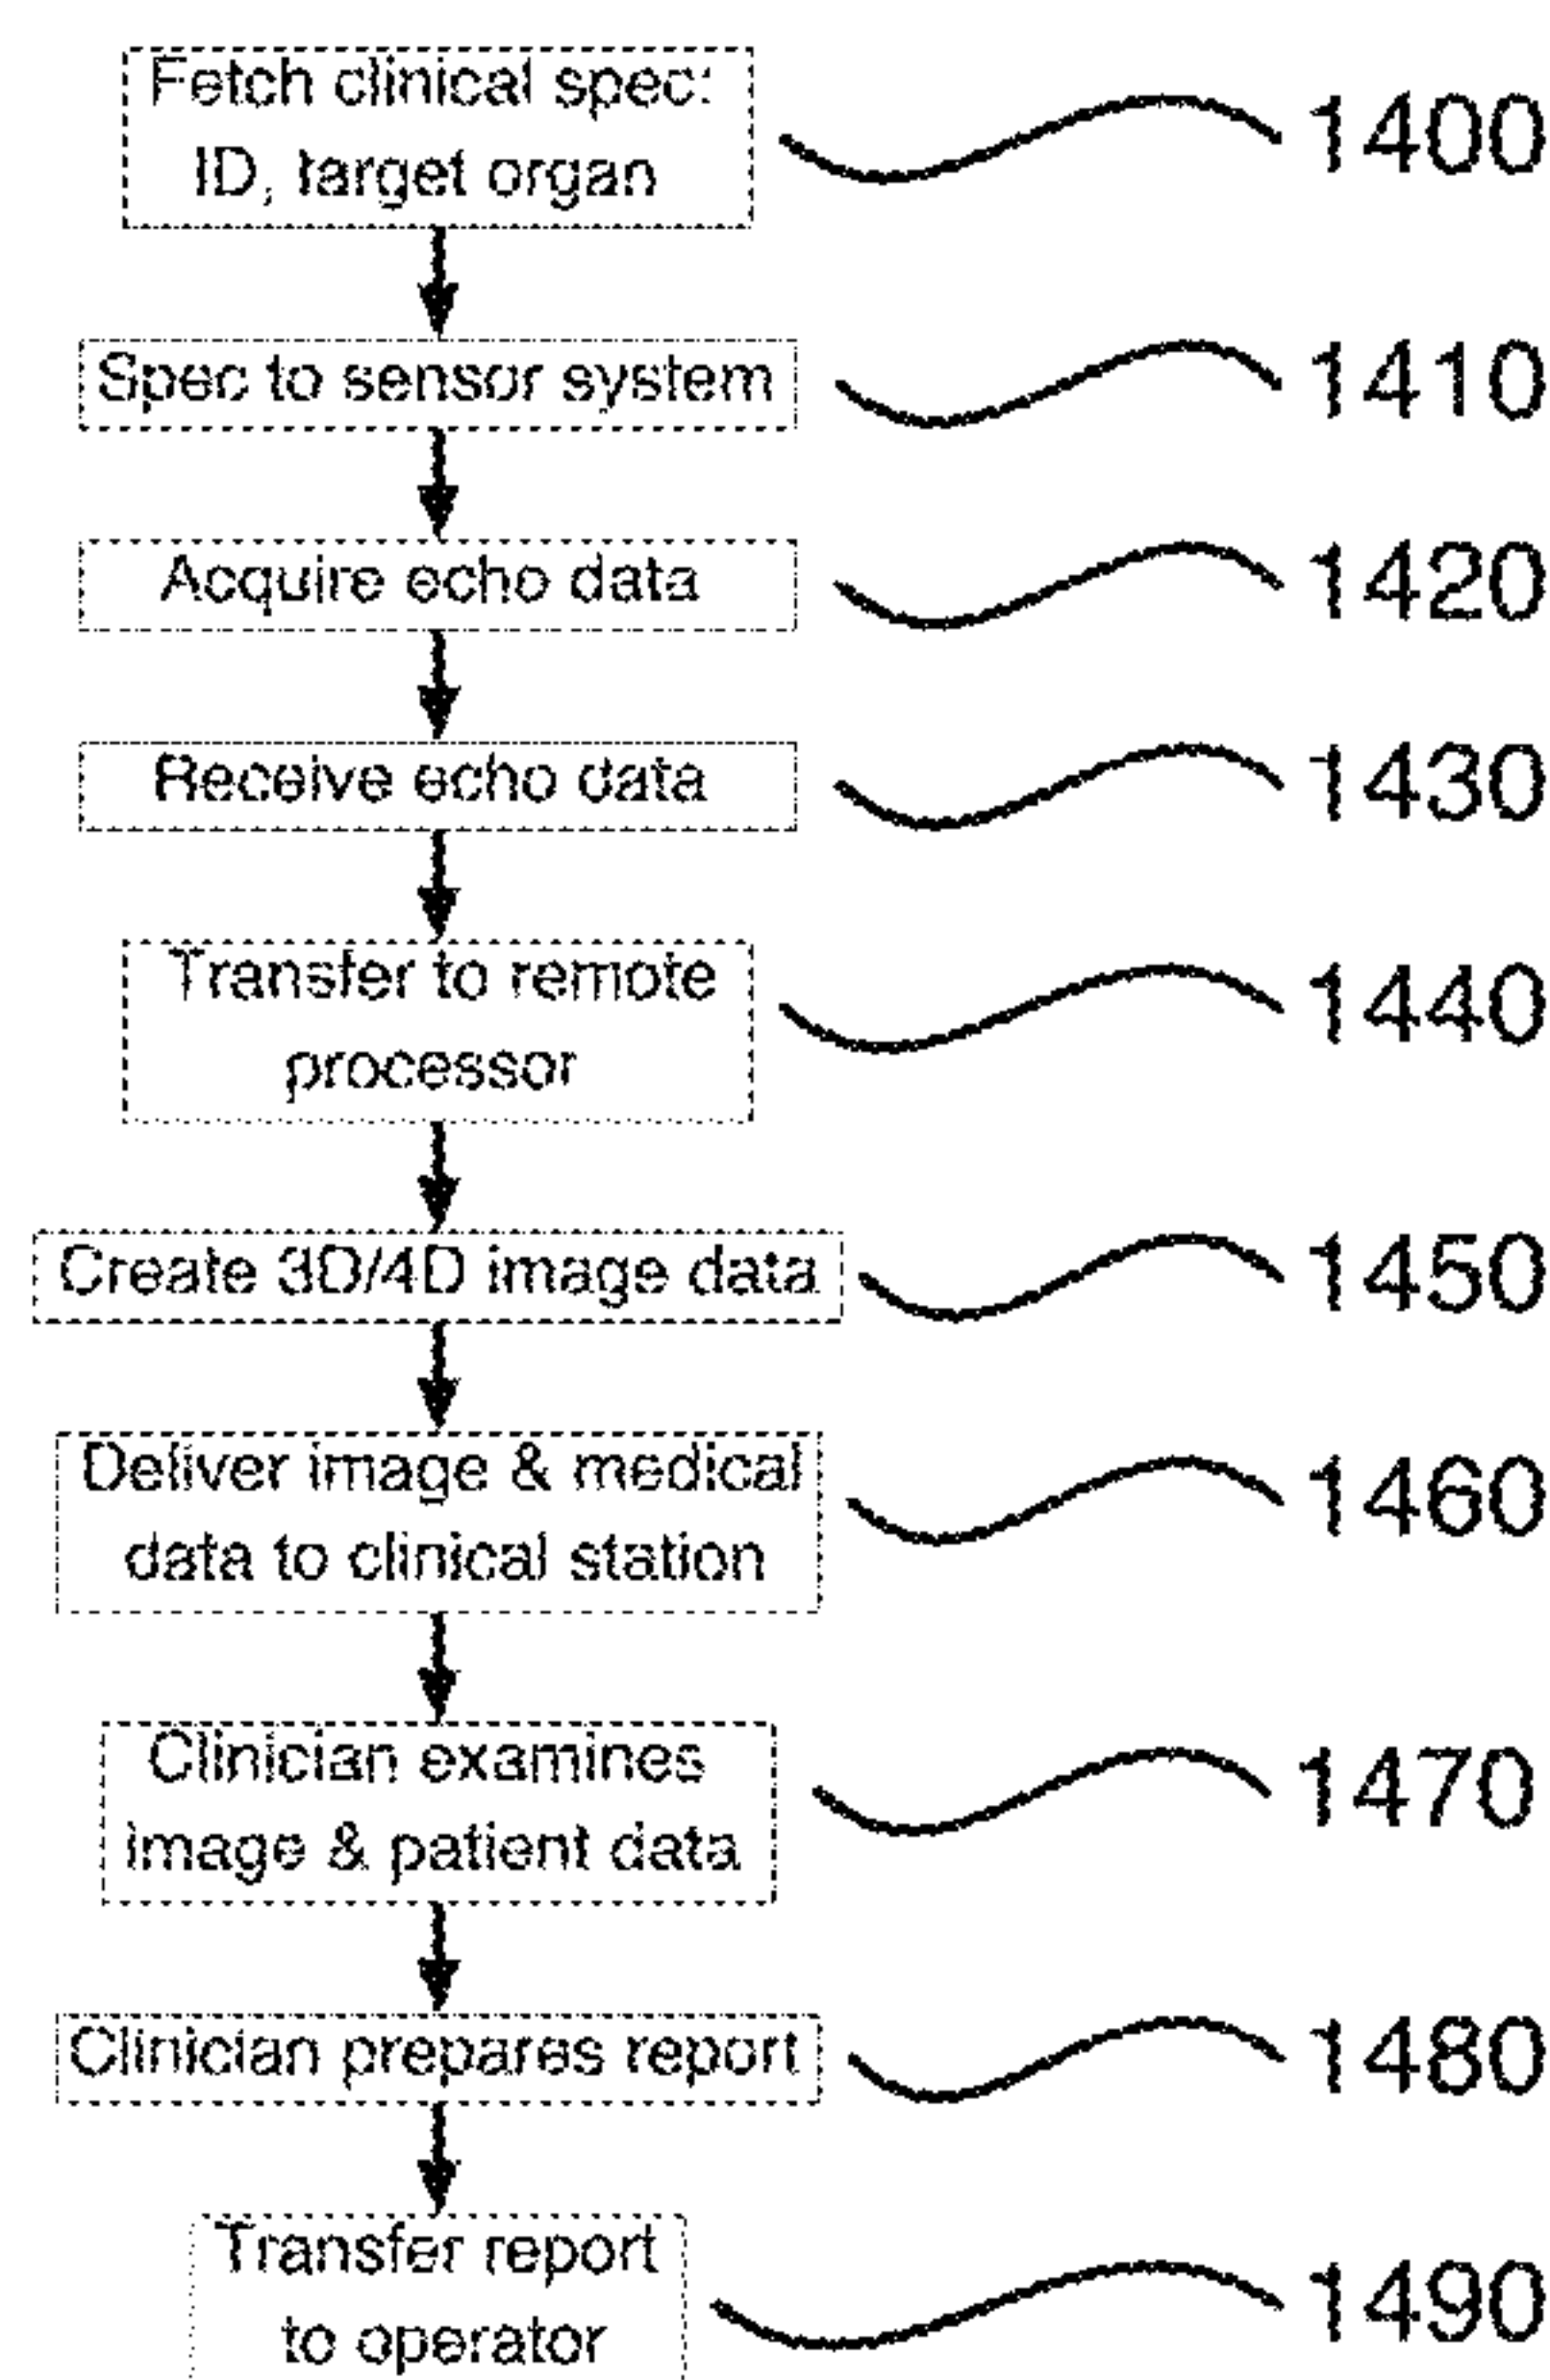 Fetch clinical spec:
ID, target organ
1400
Spec to sensor system
1410
Acquire echo data
1420
Receive echo data
1430
Transfer to remote
processor
1440
Create 3D/4D image data
1450
Deliver image & medical
data to clinical station
1460
Clinician examines
image & patient data
1470
Clinician prepares report
1480
Transfer report
to operator
1490